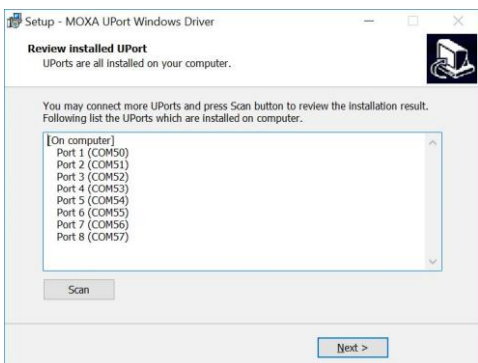 Setup - MOXA UPort Windows Driver
Review installed UPort
UPorts are all installed on your computer.
You may connect more UPorts and press Scan button to review the installation result.
Following list the UPorts which are installed on computer.
[On computer]
Port 1 (COM50)
Port 2 (COM51)
Port 3 (COM52)
Port 4 (COM53)
Port 5 (COM54)
Port 6 (COM55)
Port 7 (COM56)
Port 8 (COM57)
Scan
Next >